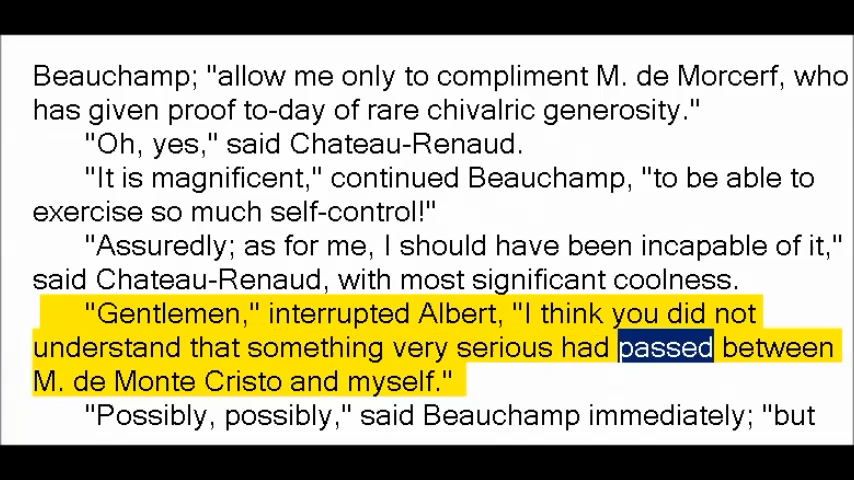 Beauchamp; "allow me only to compliment M. de Morcerf, who
has given proof to-day of rare chivalric generosity."
"Oh, yes," said Chateau-Renaud.
"It is magnificent," continued Beauchamp, "to be able to
exercise so much self-control!"
"Assuredly; as for me, I should have been incapable of it,"
said Chateau-Renaud, with most significant coolness.
"Gentlemen," interrupted Albert, "I think you did not
understand that something very serious had passed between
M. de Monte Cristo and myself."
"Possibly, possibly," said Beauchamp immediately; "but